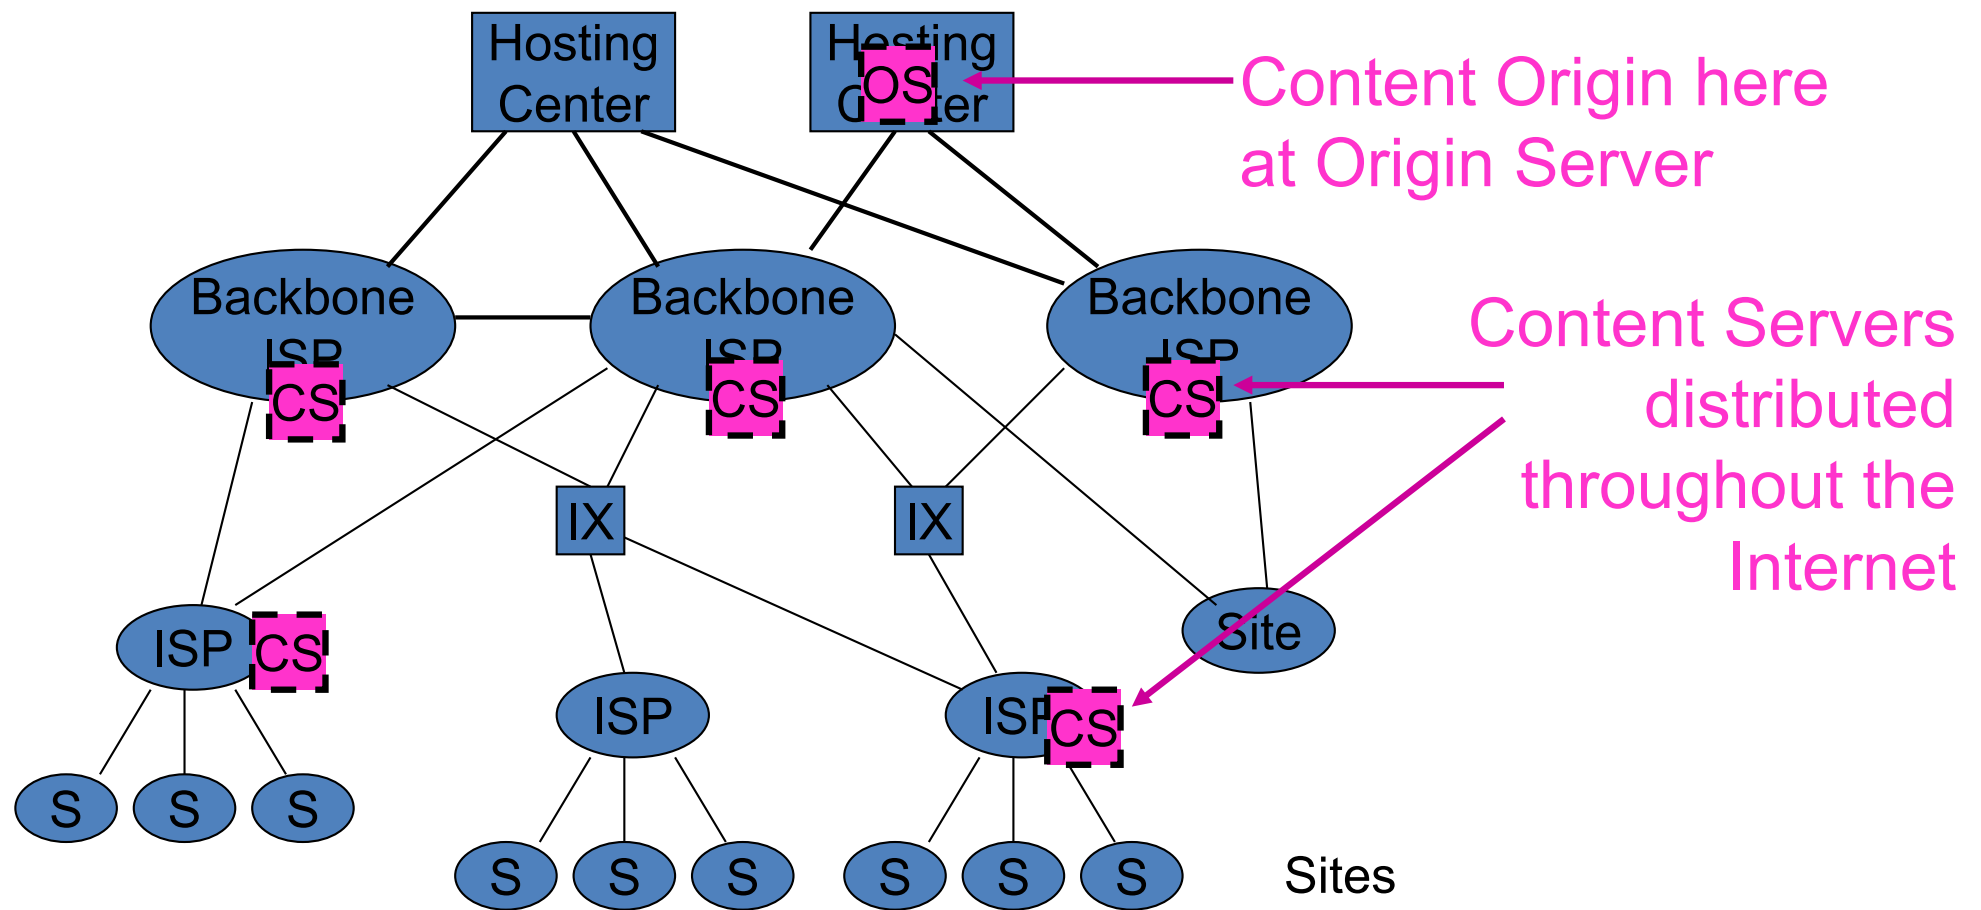 Hosting
Center
Hosting
Center
OS
Content Origin here
at Origin Server
Backbone
ISP
CS
Backbone
ISP
CS
Backbone
ISP
CS
Content Servers
distributed
throughout the
Internet
IX
IX
ISP
CS
Site
ISP
ISP
CS
S
S
S
S
S
S
S
S
S
Sites